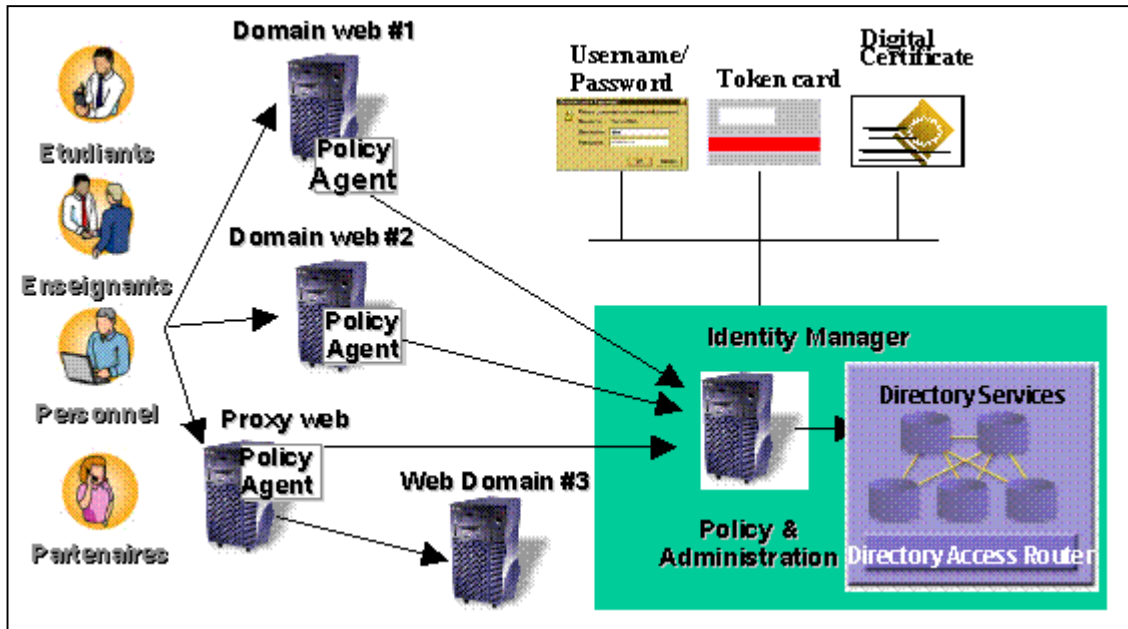 Domain web #1
Username/
Password
Token card
Digital
Certificate
Etudiants
Policy
Agent
Domain web #2
Enseignants
Policy
Agent
Identity Manager
Personnel
Directory Services
Proxy web
Policy
Agent
Web Domain #3
Partenaires
Policy &
Administration
Directory Access Router